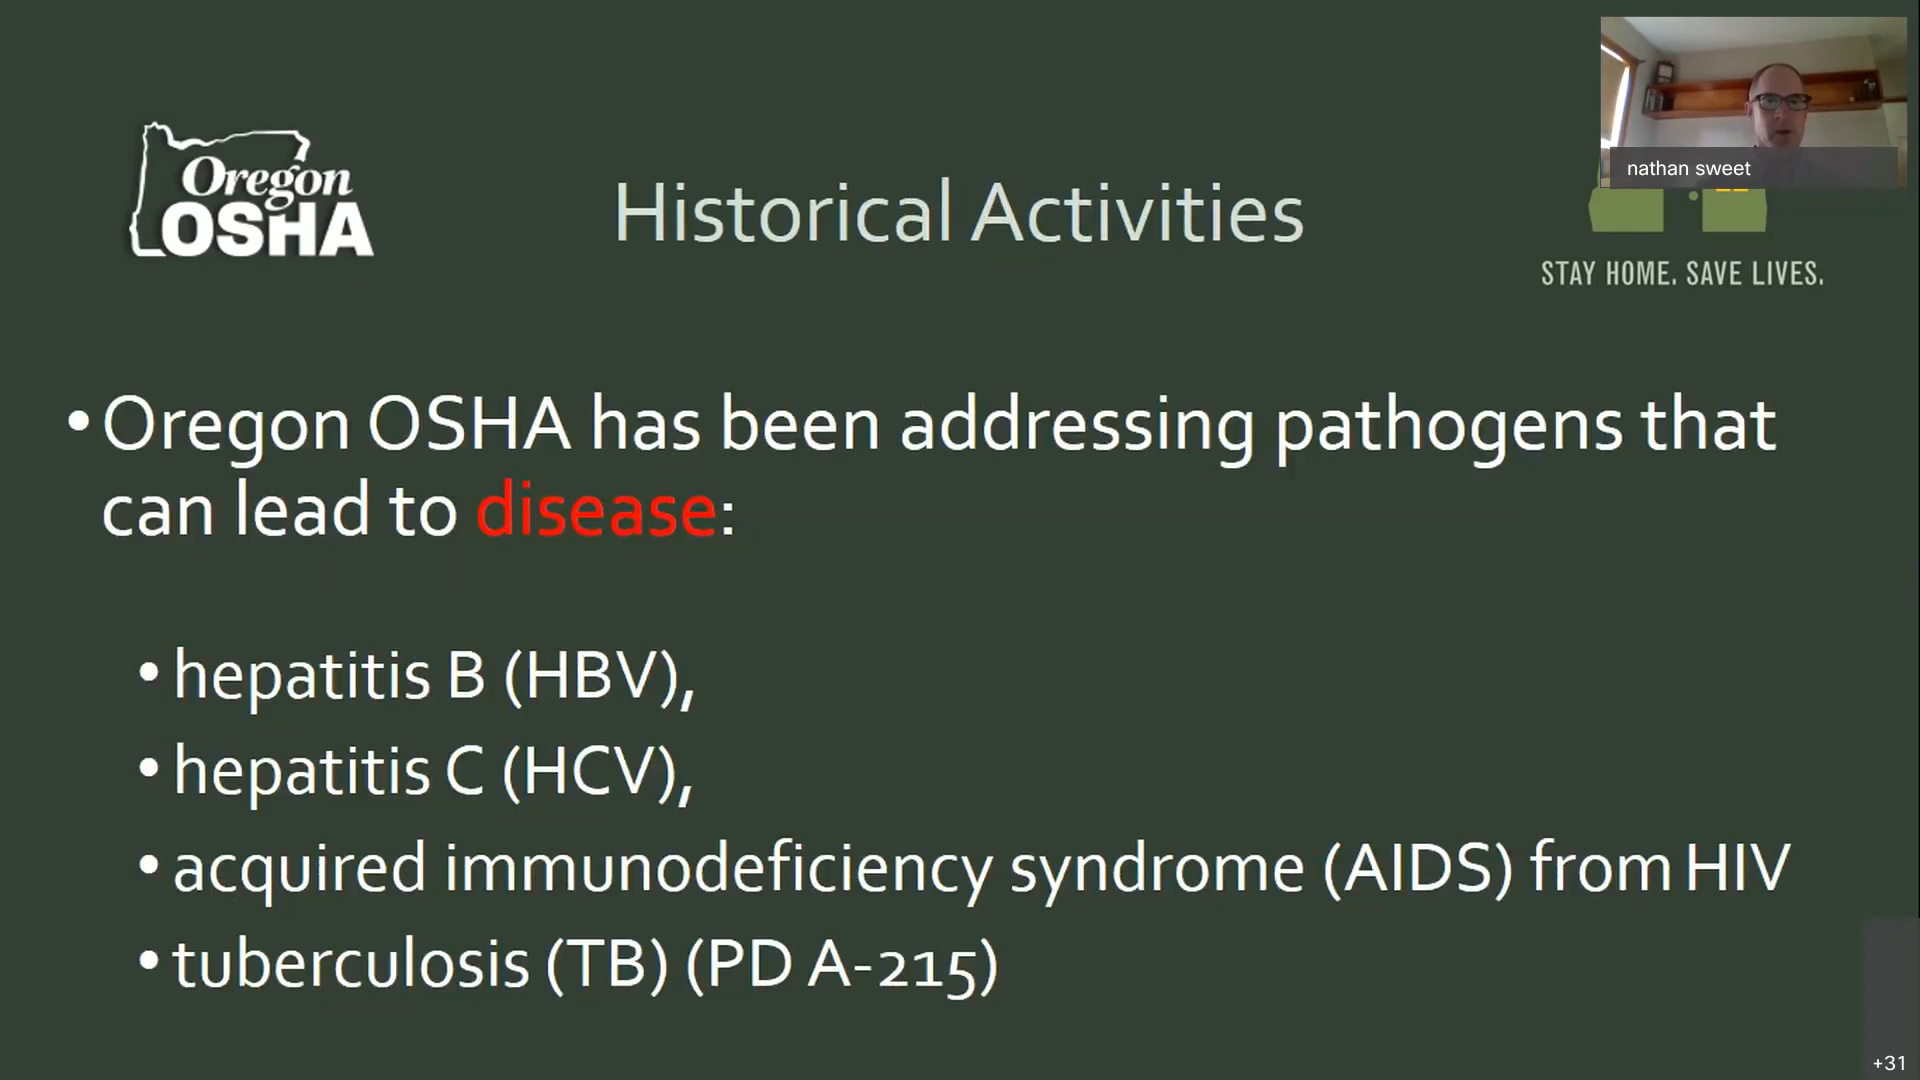 Oregon
OSHA
Historical Activities
nathan sweet
STAY HOME. SAVE LIVES.
• Oregon OSHA has been addressing pathogens that
can lead to disease:
• hepatitis B (HBV),
• hepatitis C (HCV),
• acquired immunodeficiency syndrome (AIDS) from HIV
• tuberculosis (TB) (PD A-215)
+31